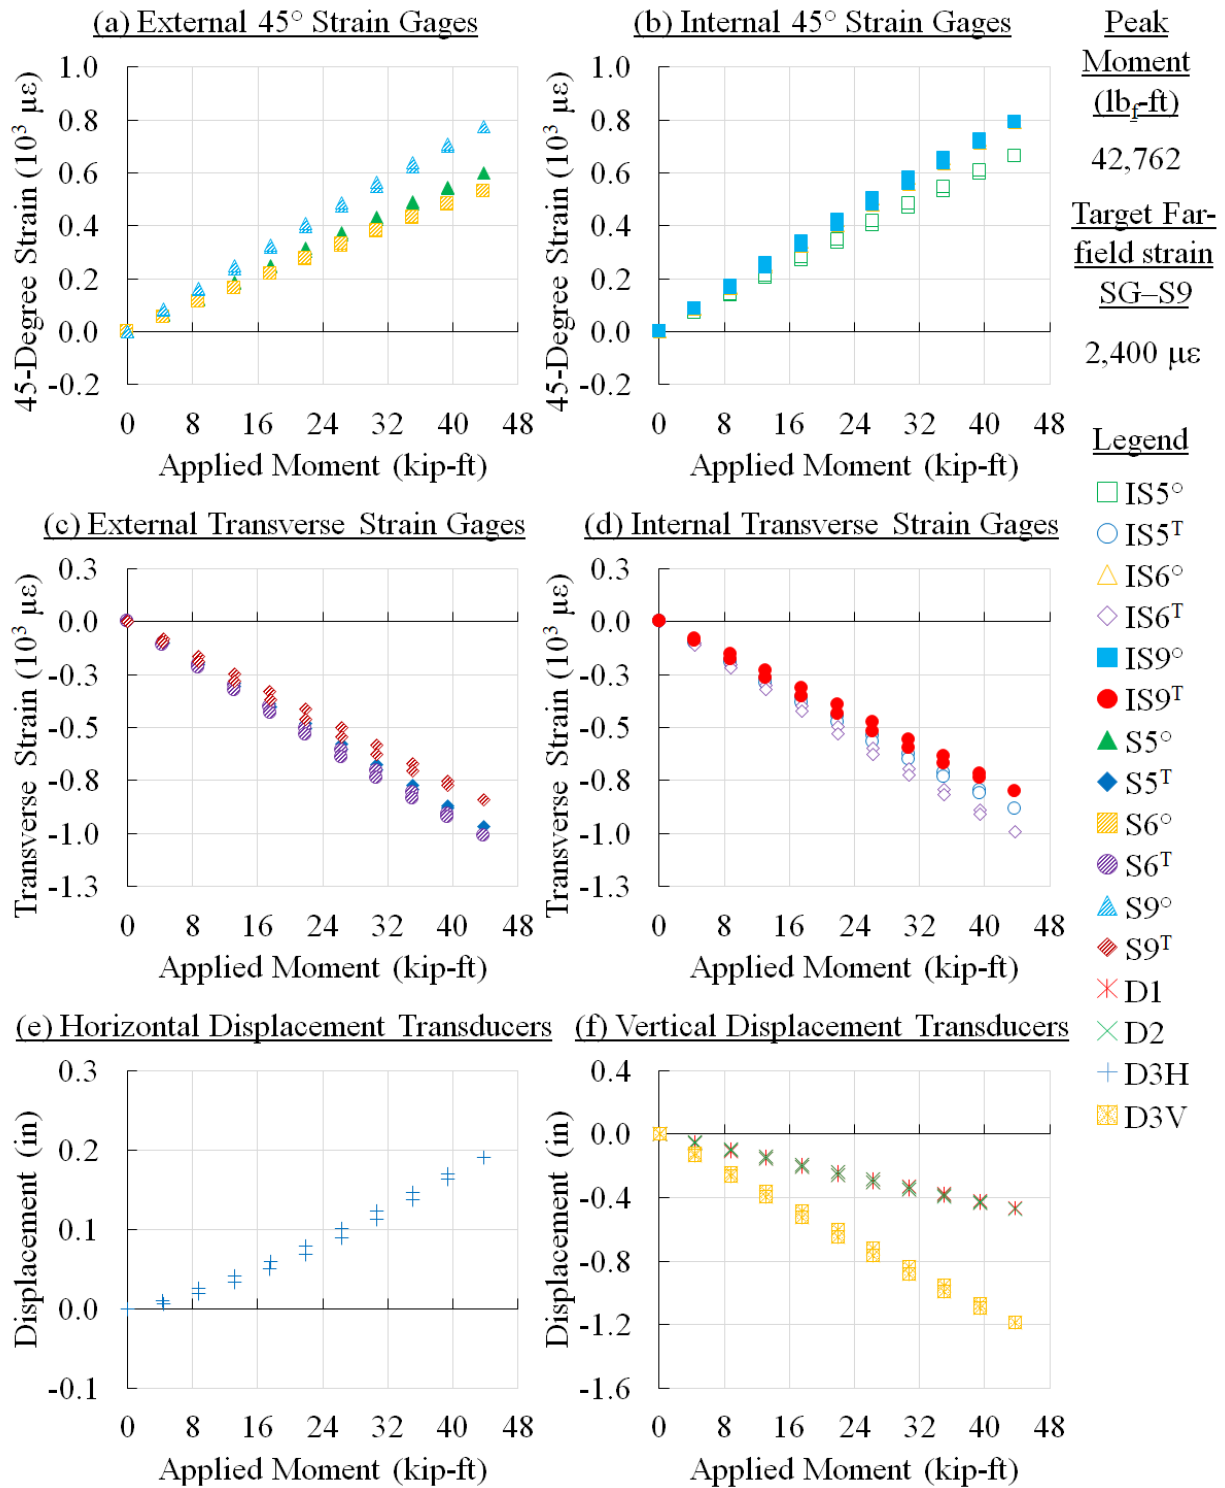 (a) External 45° Strain Gages
45-Degree Strain (10³ με)
1.0
0.8
0.6
0.4
0.2
0.0
-0.2
0 8 16 24 32 40 48
Applied Moment (kip-ft)
(b) Internal 45° Strain Gages
45-Degree Strain (10³ με)
1.0
0.8
0.6
0.4
0.2
0.0
-0.2
0 8 16 24 32 40 48
Applied Moment (kip-ft)
Peak
Moment
(lb_f-ft)
42,762
Target Far-
field strain
SG–S9
2,400 με
(c) External Transverse Strain Gages
Transverse Strain (10³ με)
0.3
0.0
-0.3
-0.5
-0.8
-1.0
-1.3
0 8 16 24 32 40 48
Applied Moment (kip-ft)
(d) Internal Transverse Strain Gages
Transverse Strain (10³ με)
0.3
0.0
-0.3
-0.5
-0.8
-1.0
-1.3
0 8 16 24 32 40 48
Applied Moment (kip-ft)
(e) Horizontal Displacement Transducers
Displacement (in)
0.3
0.2
0.1
0.0
-0.1
0 8 16 24 32 40 48
Applied Moment (kip-ft)
(f) Vertical Displacement Transducers
Displacement (in)
0.4
0.0
-0.4
-0.8
-1.2
-1.6
0 8 16 24 32 40 48
Applied Moment (kip-ft)
Legend
IS5°
IS5ᵀ
IS6°
IS6ᵀ
IS9°
IS9ᵀ
S5°
S5ᵀ
S6°
S6ᵀ
S9°
S9ᵀ
D1
D2
D3H
D3V